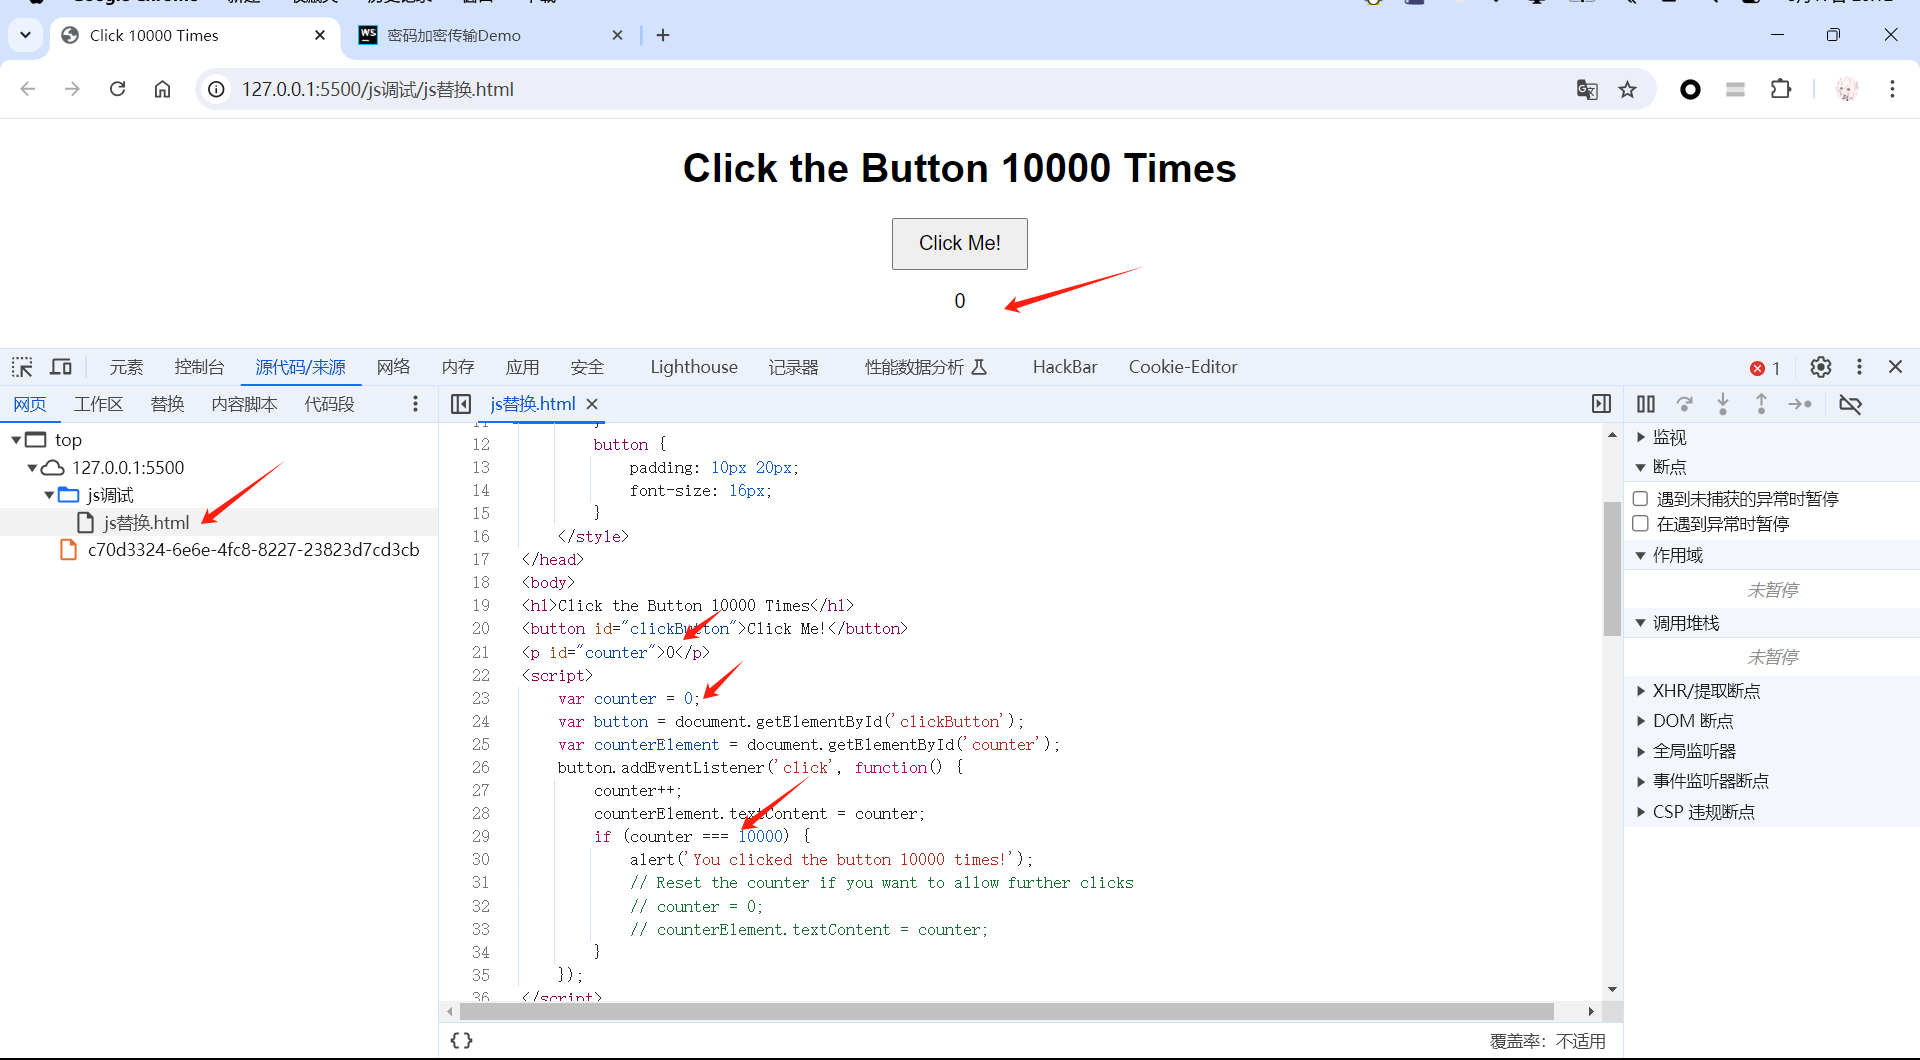 Click 10000 Times
密码加密传输Demo
127.0.0.1:5500/js调试/js替换.html
Click the Button 10000 Times
Click Me!
0
元素 控制台 源代码/来源 网络 内存 应用 安全 Lighthouse 记录器 性能数据分析 HackBar Cookie-Editor 1
网页 工作区 替换 内容脚本 代码段
js替换.html
top
127.0.0.1:5500
js调试
js替换.html
c70d3324-6e6e-4fc8-8227-23823d7cd3cb
12 button {
13 padding: 10px 20px;
14 font-size: 16px;
15 }
16 </style>
17 </head>
18 <body>
19 <h1>Click the Button 10000 Times</h1>
20 <button id="clickButton">Click Me!</button>
21 <p id="counter">0</p>
22 <script>
23 var counter = 0;
24 var button = document.getElementById('clickButton');
25 var counterElement = document.getElementById('counter');
26 button.addEventListener('click', function() {
27 counter++;
28 counterElement.textContent = counter;
29 if (counter === 10000) {
30 alert('You clicked the button 10000 times!');
31 // Reset the counter if you want to allow further clicks
32 // counter = 0;
33 // counterElement.textContent = counter;
34 }
35 });
36 </script>
{}
覆盖率：不适用
监视
断点
遇到未捕获的异常时暂停
在遇到异常时暂停
作用域
未暂停
调用堆栈
未暂停
XHR/提取断点
DOM 断点
全局监听器
事件监听器断点
CSP 违规断点